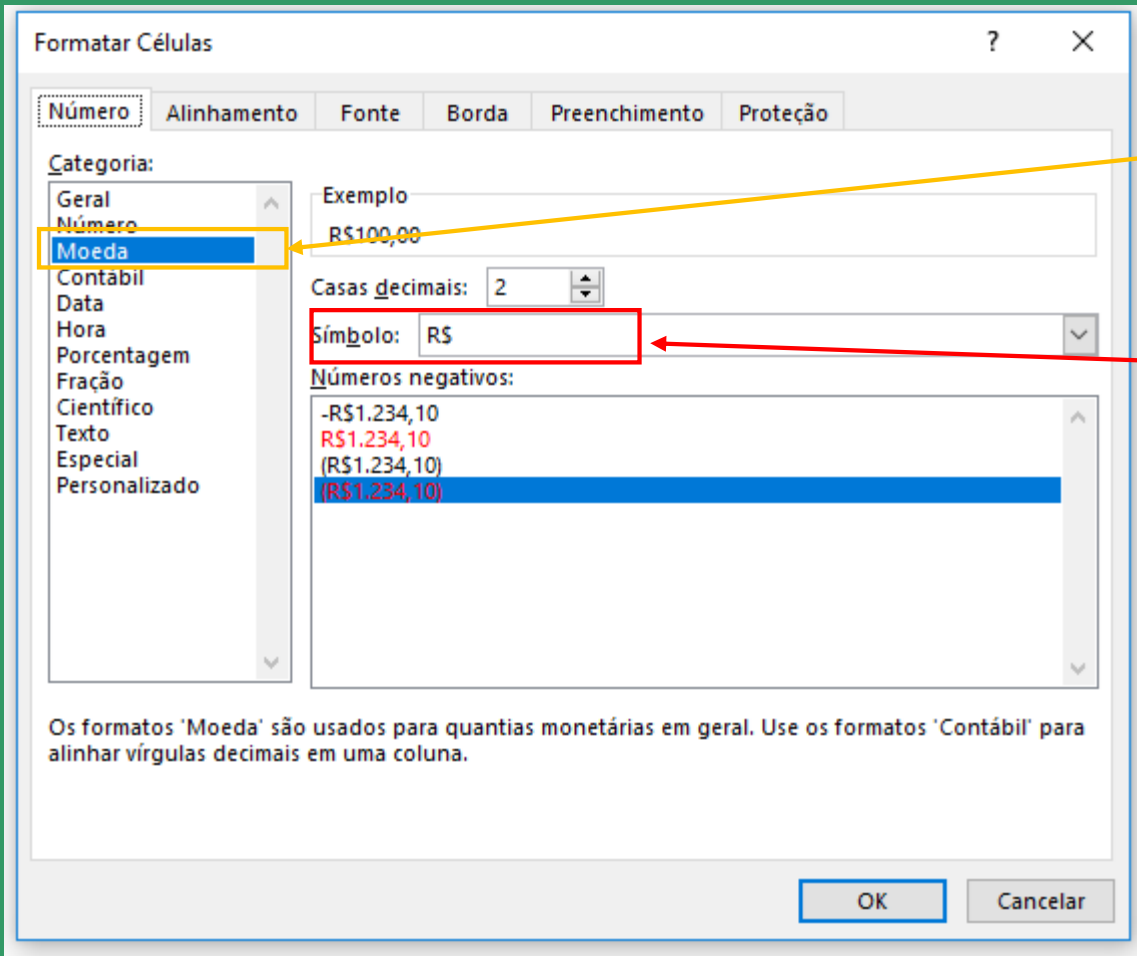 Formatar Células ?
Número Alinhamento Fonte Borda Preenchimento Proteção
Categoria:
Geral
Número
Moeda
Contábil
Data
Hora
Porcentagem
Fração
Científico
Texto
Especial
Personalizado
Exemplo
R$100,00
Casas decimais: 2
Símbolo: R$
Números negativos:
-R$1.234,10
R$1.234,10
(R$1.234,10)
(R$1.234,10)
Os formatos 'Moeda' são usados para quantias monetárias em geral. Use os formatos 'Contábil' para
alinhar vírgulas decimais em uma coluna.
OK Cancelar